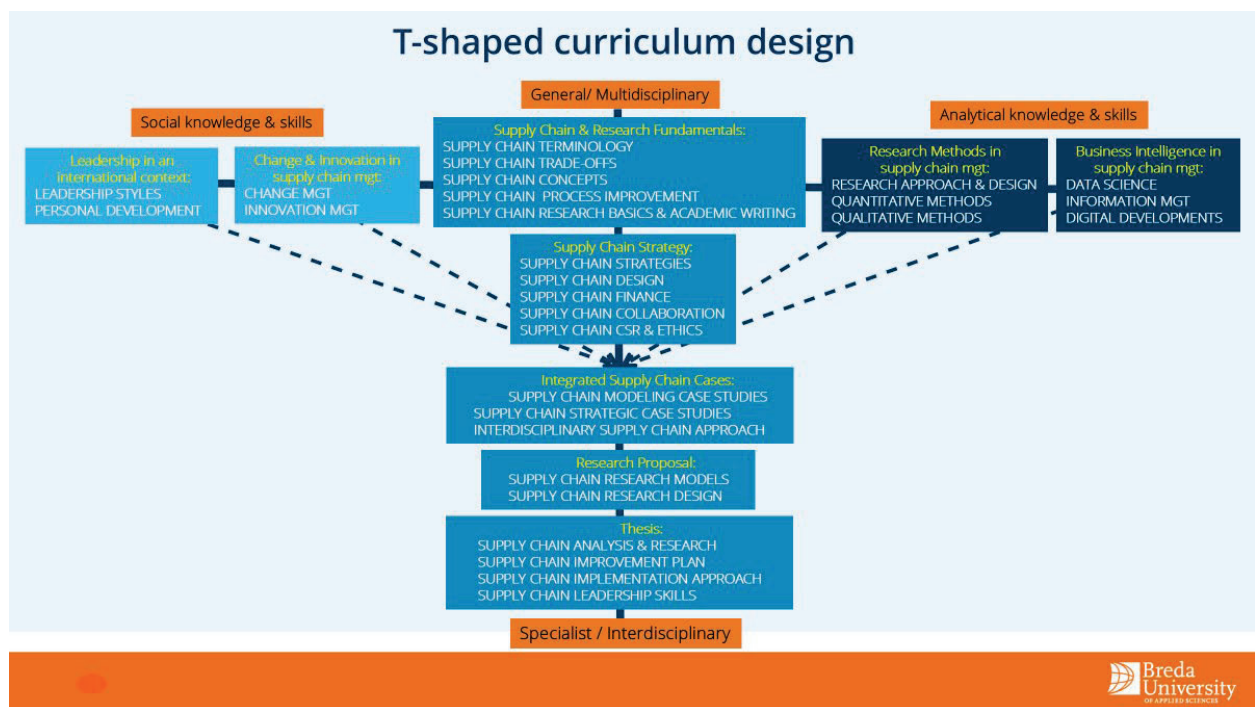 T-shaped curriculum design
General/ Multidisciplinary
Social knowledge & skills
Analytical knowledge & skills
Leadership in an
international context:
LEADERSHIP STYLES
PERSONAL DEVELOPMENT
Change & Innovation in
supply chain mgt:
CHANGE MGT
INNOVATION MGT
Supply Chain & Research Fundamentals:
SUPPLY CHAIN TERMINOLOGY
SUPPLY CHAIN TRADE-OFFS
SUPPLY CHAIN CONCEPTS
SUPPLY CHAIN PROCESS IMPROVEMENT
SUPPLY CHAIN RESEARCH BASICS & ACADEMIC WRITING
Research Methods in
supply chain mgt:
RESEARCH APPROACH & DESIGN
QUANTITATIVE METHODS
QUALITATIVE METHODS
Business Intelligence in
supply chain mgt:
DATA SCIENCE
INFORMATION MGT
DIGITAL DEVELOPMENTS
Supply Chain Strategy:
SUPPLY CHAIN STRATEGIES
SUPPLY CHAIN DESIGN
SUPPLY CHAIN FINANCE
SUPPLY CHAIN COLLABORATION
SUPPLY CHAIN CSR & ETHICS
Integrated Supply Chain Cases:
SUPPLY CHAIN MODELING CASE STUDIES
SUPPLY CHAIN STRATEGIC CASE STUDIES
INTERDISCIPLINARY SUPPLY CHAIN APPROACH
Research Proposal:
SUPPLY CHAIN RESEARCH MODELS
SUPPLY CHAIN RESEARCH DESIGN
Thesis:
SUPPLY CHAIN ANALYSIS & RESEARCH
SUPPLY CHAIN IMPROVEMENT PLAN
SUPPLY CHAIN IMPLEMENTATION APPROACH
SUPPLY CHAIN LEADERSHIP SKILLS
Specialist / Interdisciplinary
Breda
University
OF APPLIED SCIENCES